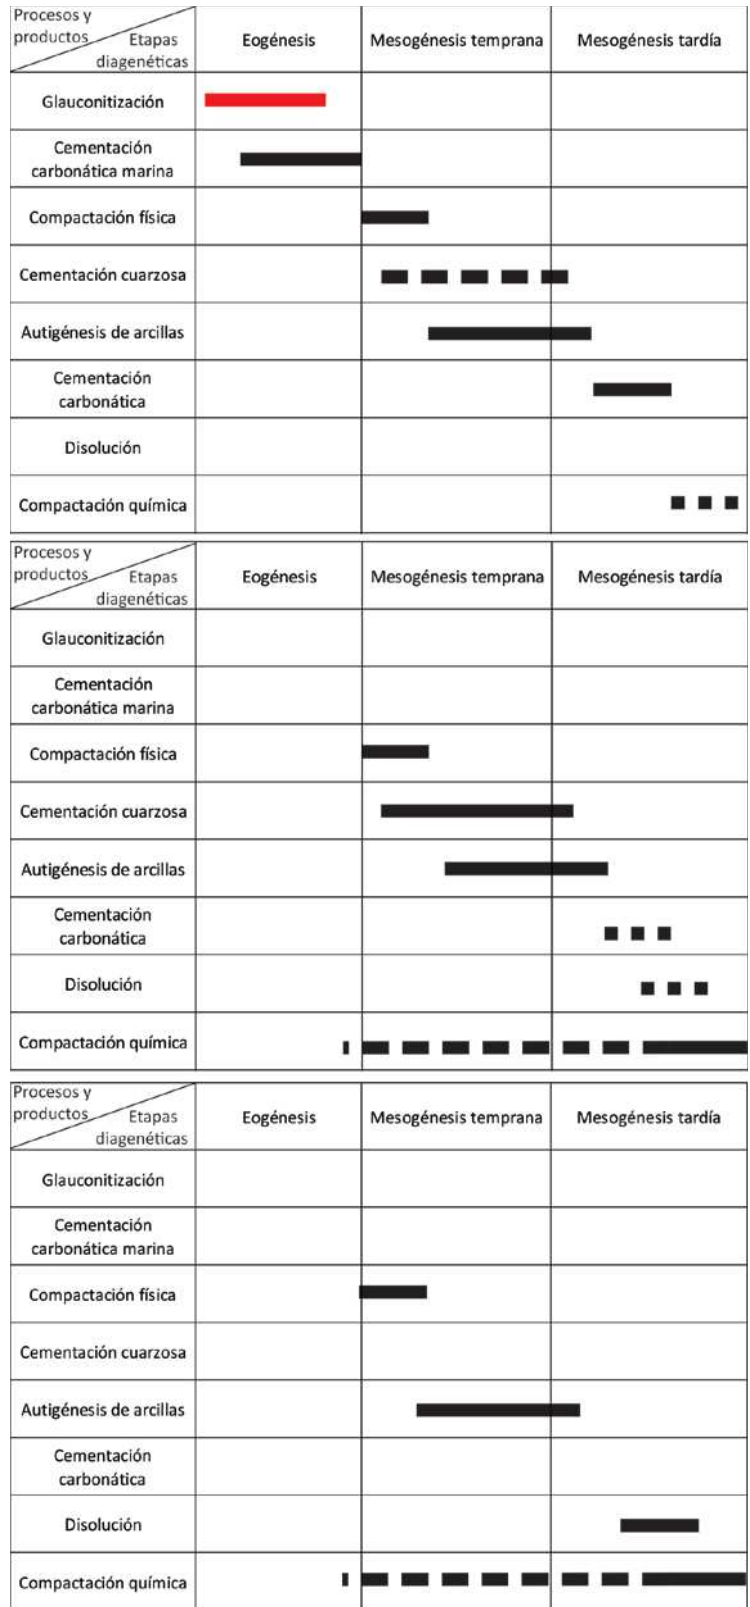 Procesos y
productos
Etapas
diagenéticas
Eogénesis
Mesogénesis temprana
Mesogénesis tardía
Glauconitización
Cementación
carbonática marina
Compactación física
Cementación cuarzosa
Autigénesis de arcillas
Cementación
carbonática
Disolución
Compactación química
Procesos y
productos
Etapas
diagenéticas
Eogénesis
Mesogénesis temprana
Mesogénesis tardía
Glauconitización
Cementación
carbonática marina
Compactación física
Cementación cuarzosa
Autigénesis de arcillas
Cementación
carbonática
Disolución
Compactación química
Procesos y
productos
Etapas
diagenéticas
Eogénesis
Mesogénesis temprana
Mesogénesis tardía
Glauconitización
Cementación
carbonática marina
Compactación física
Cementación cuarzosa
Autigénesis de arcillas
Cementación
carbonática
Disolución
Compactación química